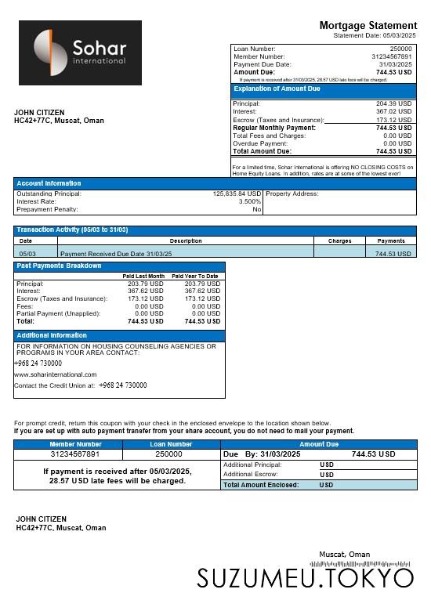 Sohar
international
Mortgage Statement
Statement Date: 05/03/2025
Loan Number: 250000
Member Number: 31234567891
Payment Due Date: 31/03/2025
Amount Due: 744.53 USD
If payment is received after 05/03/2025, 28.57 USD late fee will be charged.
Explanation of Amount Due
Principal: 204.39 USD
Interest: 367.02 USD
Escrow (Taxes and Insurance): 173.12 USD
Regular Monthly Payment: 744.53 USD
Total Fees and Charges: 0.00 USD
Overdue Payment: 0.00 USD
Total Amount Due: 744.53 USD
For a limited time, Sohar International is offering NO CLOSING COSTS on
Home Equity Loans. In addition, rates are at some of the lowest ever!
JOHN CITIZEN
HC42+77C, Muscat, Oman
Account Information
Outstanding Principal: 125,835.84 USD Property Address:
Interest Rate: 3.500%
Prepayment Penalty: No
Transaction Activity (05/03 to 31/03)
Date Description Charges Payments
05/03 Payment Received Due Date 31/03/25 744.53 USD
Past Payments Breakdown
Paid Last Month Paid Year To Date
Principal: 203.79 USD 203.79 USD
Interest: 367.62 USD 367.62 USD
Escrow (Taxes and Insurance): 173.12 USD 173.12 USD
Fees: 0.00 USD 0.00 USD
Partial Payment (Unapplied): 0.00 USD 0.00 USD
Total: 744.53 USD 744.53 USD
Additional Information
FOR INFORMATION ON HOUSING COUNSELING AGENCIES OR
PROGRAMS IN YOUR AREA CONTACT:
+968 24 730000
www.soharinternational.com
Contact the Credit Union at: +968 24 730000
For prompt credit, return this coupon with your check in the enclosed envelope to the location shown below.
If you are set up with auto payment transfer from your share account, you do not need to mail your payment.
Member Number Loan Number Amount Due
31234567891 250000 Due By: 31/03/2025 744.53 USD
If payment is received after 05/03/2025,
28.57 USD late fees will be charged.
Additional Principal: USD
Additional Escrow: USD
Total Amount Enclosed: USD
JOHN CITIZEN
HC42+77C, Muscat, Oman
Muscat, Oman
SUZUMEU.TOKYO